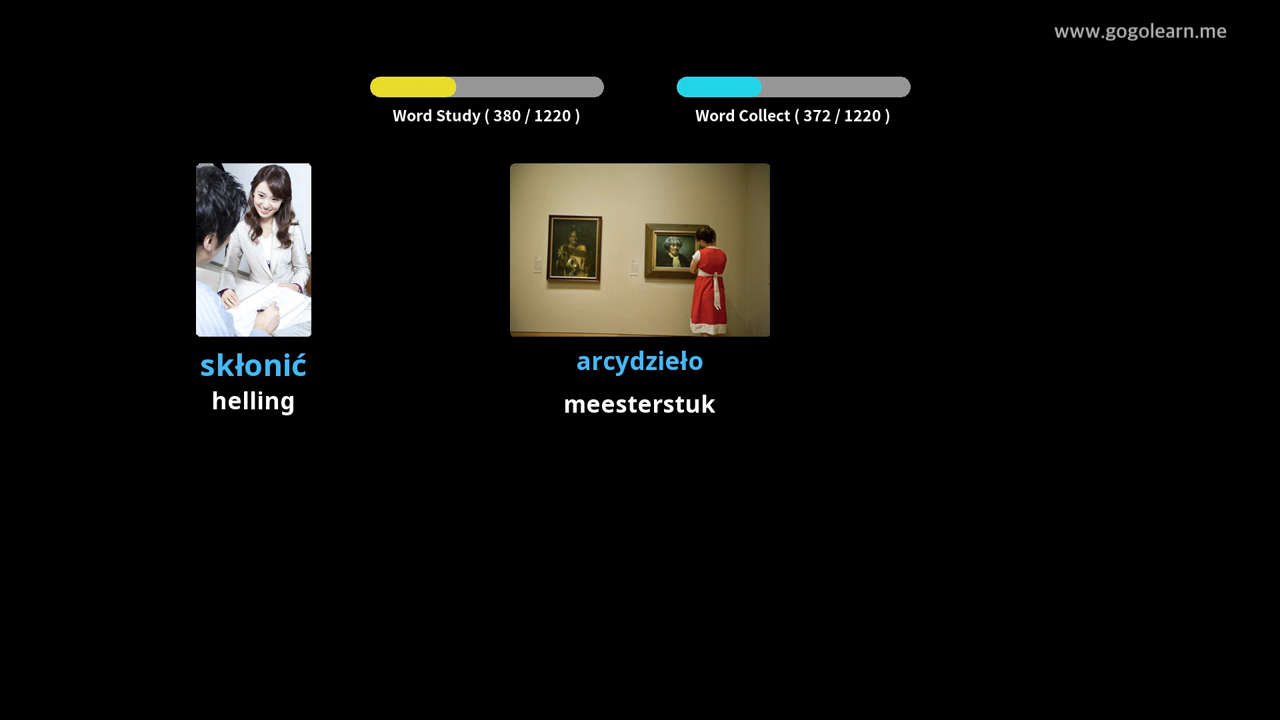 www.gogolearn.me
Word Study ( 380 / 1220 )
Word Collect ( 372 / 1220 )
skłonić
helling
arcydzieło
meesterstuk